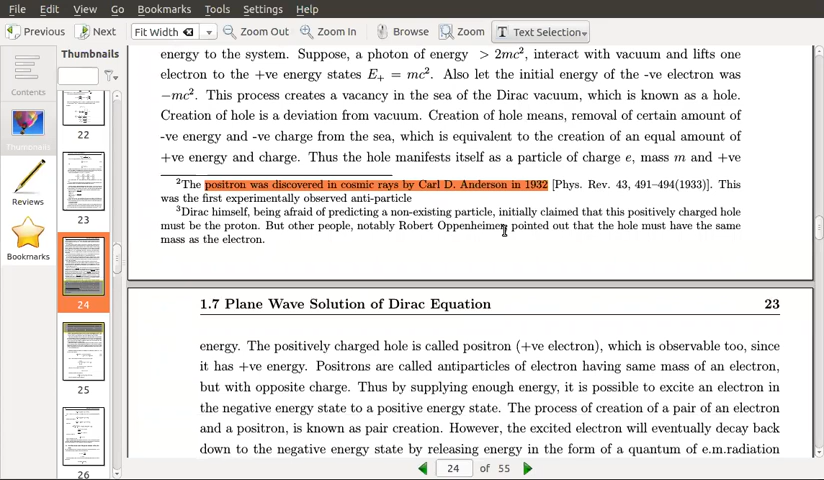 File Edit View Go Bookmarks Tools Settings Help
Previous Next Fit Width Zoom Out Zoom In Browse Zoom Text Selection
Thumbnails
Contents
Thumbnails
Reviews
Bookmarks
22
23
24
25
26
energy to the system. Suppose, a photon of energy > 2mc², interact with vacuum and lifts one
electron to the +ve energy states E₊ = mc². Also let the initial energy of the -ve electron was
−mc². This process creates a vacancy in the sea of the Dirac vacuum, which is known as a hole.
Creation of hole is a deviation from vacuum. Creation of hole means, removal of certain amount of
-ve energy and -ve charge from the sea, which is equivalent to the creation of an equal amount of
+ve energy and charge. Thus the hole manifests itself as a particle of charge e, mass m and +ve
²The positron was discovered in cosmic rays by Carl D. Anderson in 1932 [Phys. Rev. 43, 491–494(1933)]. This
was the first experimentally observed anti-particle
³Dirac himself, being afraid of predicting a non-existing particle, initially claimed that this positively charged hole
must be the proton. But other people, notably Robert Oppenheimer pointed out that the hole must have the same
mass as the electron.
1.7 Plane Wave Solution of Dirac Equation 23
energy. The positively charged hole is called positron (+ve electron), which is observable too, since
it has +ve energy. Positrons are called antiparticles of electron having same mass of an electron,
but with opposite charge. Thus by supplying enough energy, it is possible to excite an electron in
the negative energy state to a positive energy state. The process of creation of a pair of an electron
and a positron, is known as pair creation. However, the excited electron will eventually decay back
down to the negative energy state by releasing energy in the form of a quantum of e.m.radiation
24 of 55